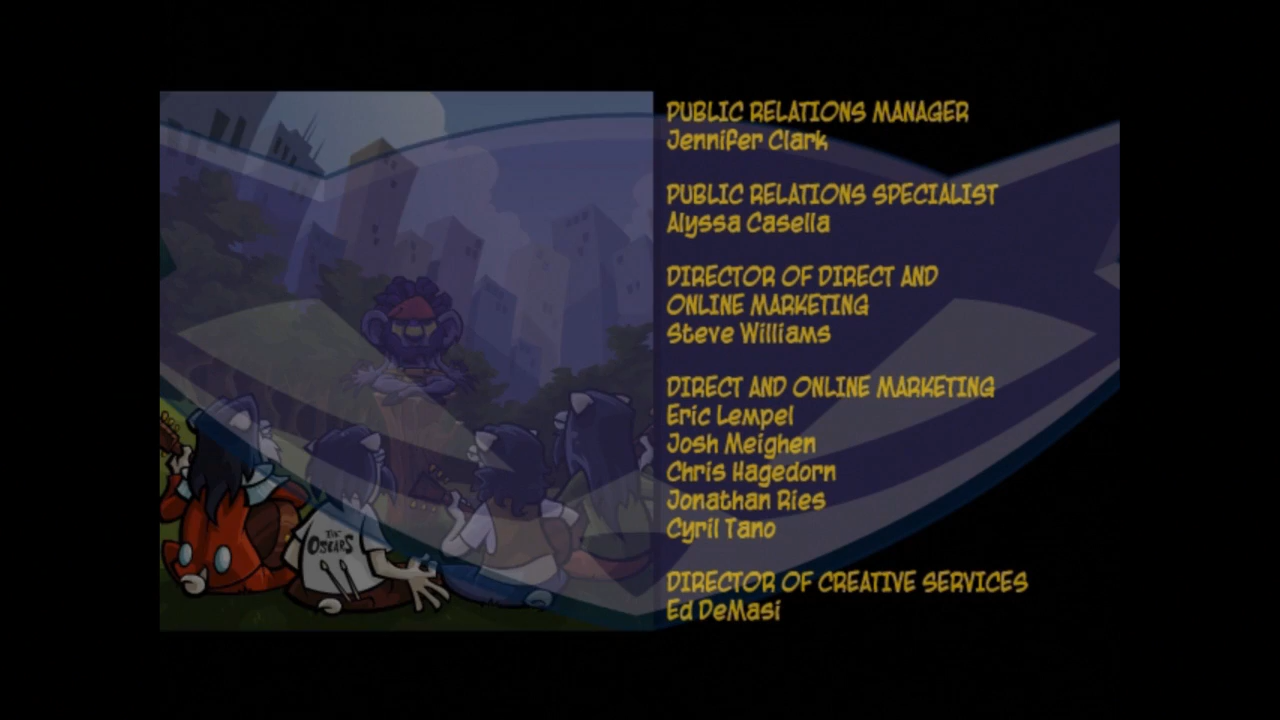 PUBLIC RELATIONS MANAGER
Jennifer Clark
PUBLIC RELATIONS SPECIALIST
Alyssa Casella
DIRECTOR OF DIRECT AND
ONLINE MARKETING
Steve Williams
DIRECT AND ONLINE MARKETING
Eric Lempel
Josh Meighen
Chris Hagedorn
Jonathan Ries
Cyril Tano
DIRECTOR OF CREATIVE SERVICES
Ed DeMasi
THE
OSCARS